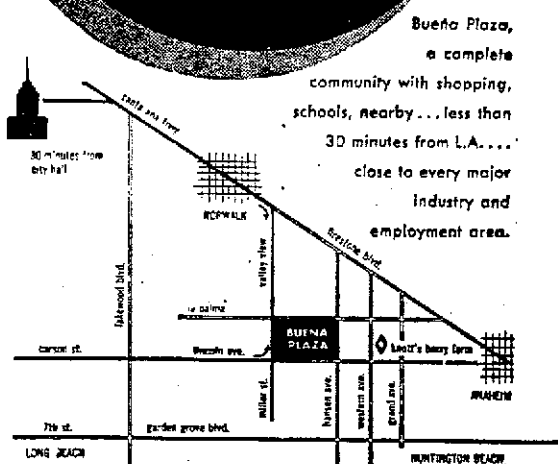 Buena Plaza,
a complete
community with shopping,
schools, nearby...less than
30 minutes from L.A....
close to every major
industry and
employment area.
santa ana frwy
30 minutes from
city hall
NORWALK
firestone blvd.
valley view
lakewood blvd.
la palma
BUENA
PLAZA
carson st.
lincoln ave.
knott's berry farm
miller st.
hansen ave.
western ave.
grand ave.
ANAHEIM
7th st.
garden grove blvd.
LONG BEACH
HUNTINGTON BEACH